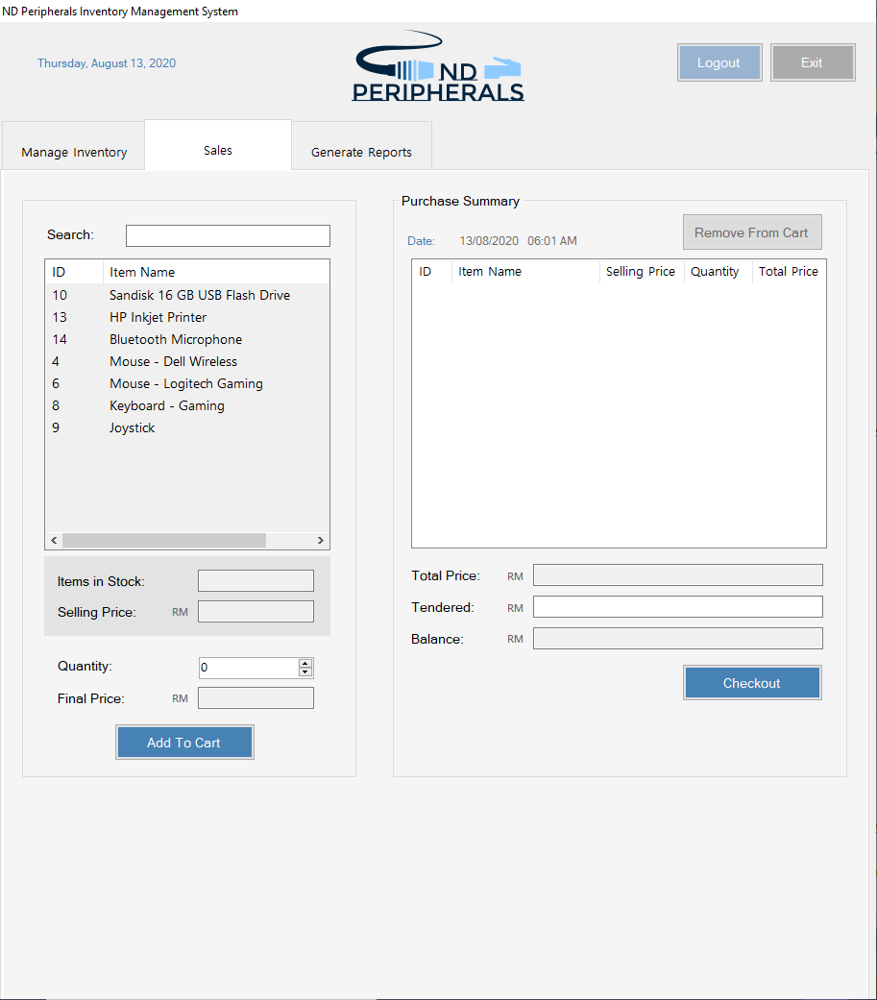 ND Peripherals Inventory Management System
Thursday, August 13, 2020
ND
PERIPHERALS
Logout
Exit
Manage Inventory
Sales
Generate Reports
Search:
ID Item Name
10 Sandisk 16 GB USB Flash Drive
13 HP Inkjet Printer
14 Bluetooth Microphone
4 Mouse - Dell Wireless
6 Mouse - Logitech Gaming
8 Keyboard - Gaming
9 Joystick
Items in Stock:
Selling Price: RM
Quantity: 0
Final Price: RM
Add To Cart
Purchase Summary
Date: 13/08/2020 06:01 AM
Remove From Cart
ID Item Name Selling Price Quantity Total Price
Total Price: RM
Tendered: RM
Balance: RM
Checkout